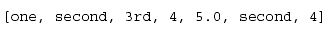 [one, second, 3rd, 4, 5.0, second, 4]